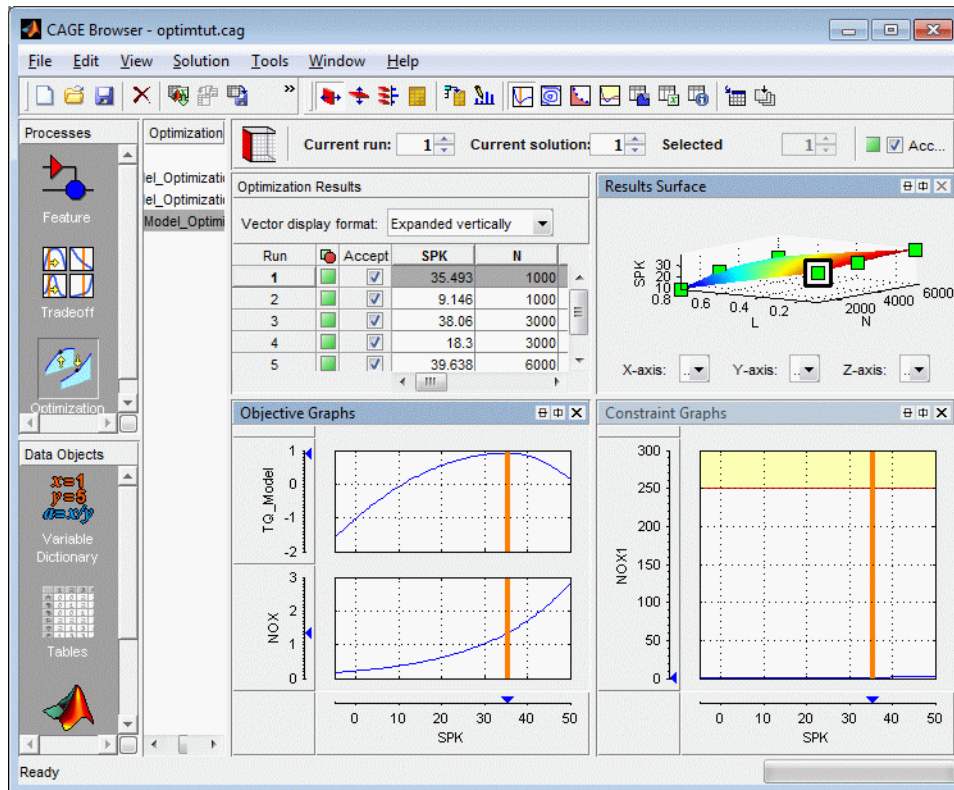 CAGE Browser - optimtut.cag
File Edit View Solution Tools Window Help
»
Processes
Feature
Tradeoff
Optimization
Data Objects
x=1
y=5
a=x/y
Variable
Dictionary
Tables
Optimization
del_Optimizati
del_Optimizati
Model_Optimi
Current run: 1 Current solution: 1 Selected 1 Acc...
Optimization Results
Vector display format: Expanded vertically
Run Accept SPK N
1 35.493 1000
2 9.146 1000
3 38.06 3000
4 18.3 3000
5 39.638 6000
Results Surface
SPK
30
20
10
0.8 0.6 0.4 0.2
L
2000 4000 6000
N
X-axis: .. Y-axis: .. Z-axis: ..
Objective Graphs
TQ_Model
1
0
-1
-2
NOX
3
2
1
0
0 10 20 30 40 50
SPK
Constraint Graphs
NOX1
300
250
200
150
100
50
0
0 10 20 30 40 50
SPK
Ready